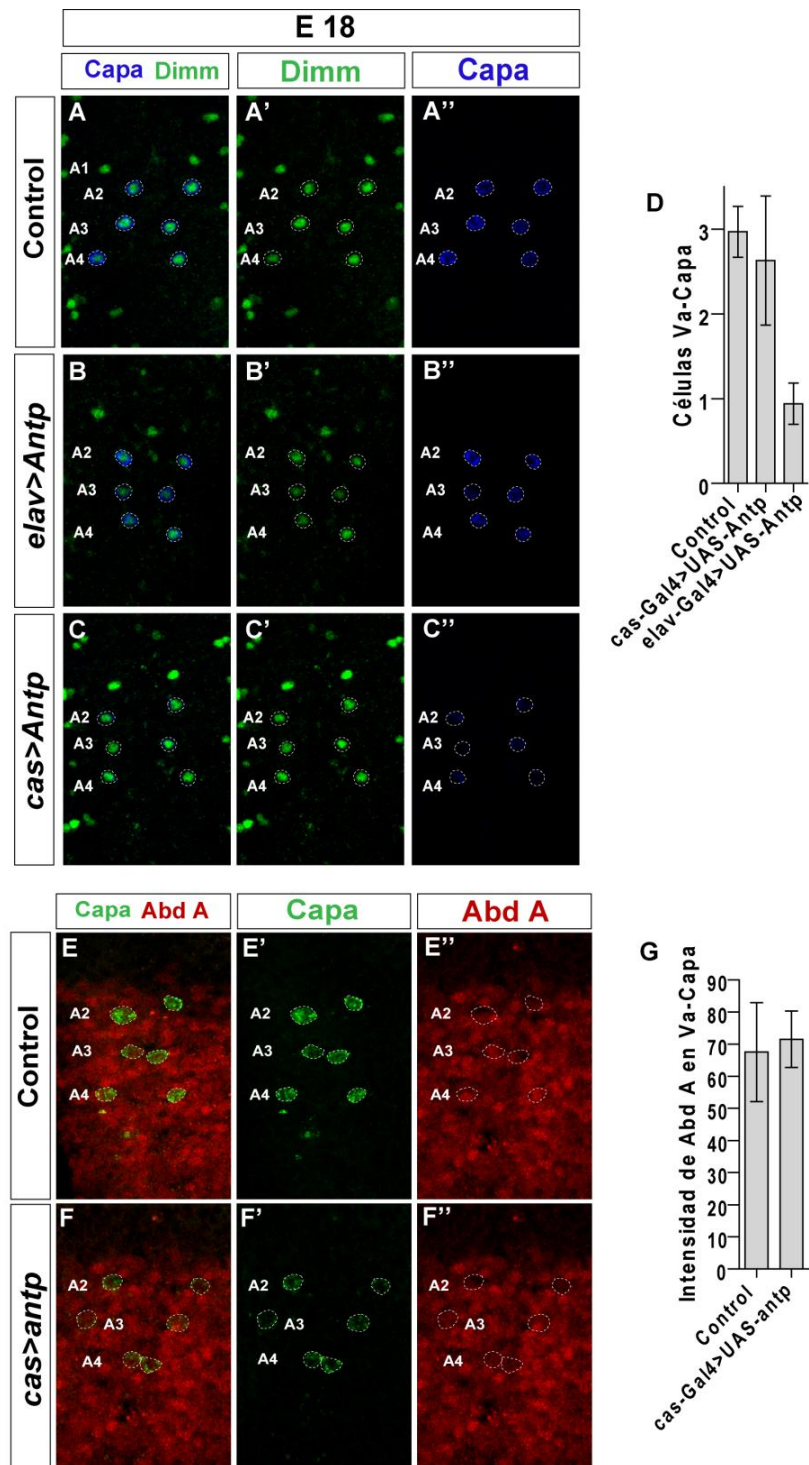 E 18
Capa Dimm
Dimm
Capa
Control
A
A1
A2
A3
A4
A’
A2
A3
A4
A’’
A2
A3
A4
elav>Antp
B
A2
A3
A4
B’
A2
A3
A4
B’’
A2
A3
A4
cas>Antp
C
A2
A3
A4
C’
A2
A3
A4
C’’
A2
A3
A4
D
Células Va-Capa
3
2
1
0
Control
cas-Gal4>UAS-Antp
elav-Gal4>UAS-Antp
Capa Abd A
Capa
Abd A
Control
E
A2
A3
A4
E’
A2
A3
A4
E’’
A2
A3
A4
cas>antp
F
A2
A3
A4
F’
A2
A3
A4
F’’
A2
A3
A4
G
Intensidad de Abd A en Va-Capa
90
80
70
60
50
40
30
20
10
0
Control
cas-Gal4>UAS-antp